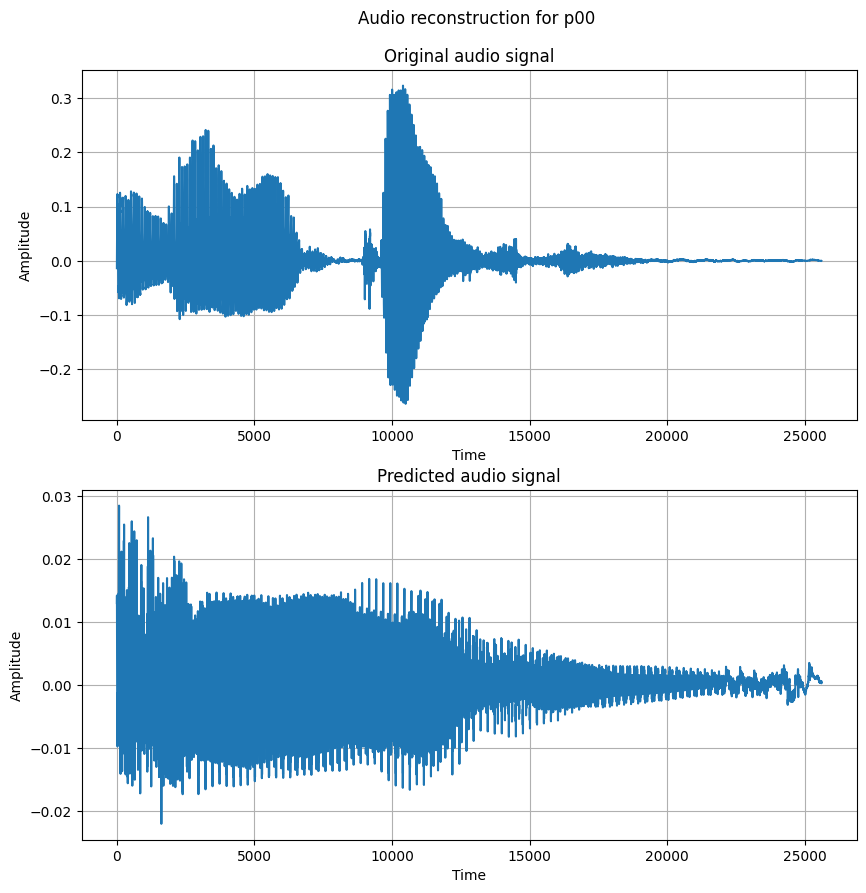 Audio reconstruction for p00
Original audio signal
0.3
0.2
0.1
0.0
−0.1
−0.2
Amplitude
0 5000 10000 15000 20000 25000
Time
Predicted audio signal
0.03
0.02
0.01
0.00
−0.01
−0.02
Amplitude
0 5000 10000 15000 20000 25000
Time